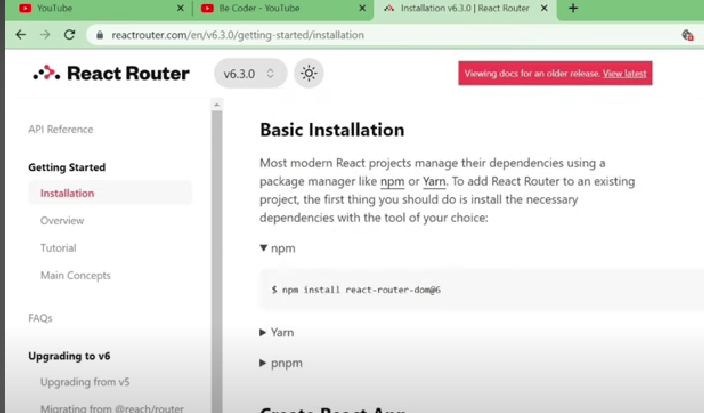 YouTube
Be Coder - YouTube
Installation v6.3.0 | React Router
reactrouter.com/en/v6.3.0/getting-started/installation
React Router
v6.3.0
Viewing docs for an older release. View latest
API Reference
Getting Started
Installation
Overview
Tutorial
Main Concepts
FAQs
Upgrading to v6
Upgrading from v5
Migrating from @reach/router
Basic Installation
Most modern React projects manage their dependencies using a
package manager like npm or Yarn. To add React Router to an existing
project, the first thing you should do is install the necessary
dependencies with the tool of your choice:
npm
$ npm install react-router-dom@6
Yarn
pnpm
Create React App